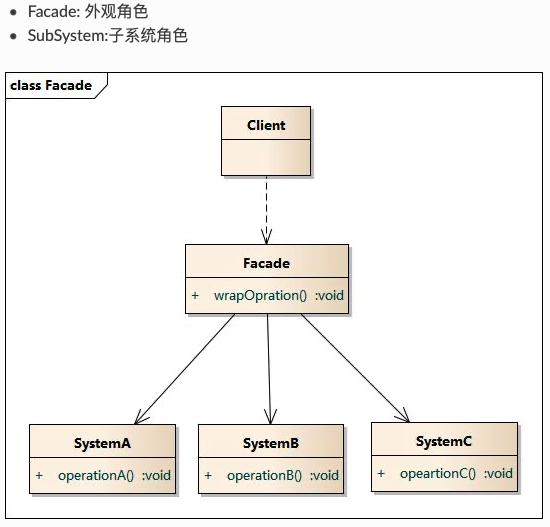 Facade: 外观角色
SubSystem:子系统角色
class Facade
Client
Facade
+ wrapOpration() :void
SystemA
+ operationA() :void
SystemB
+ operationB() :void
SystemC
+ opeartionC() :void